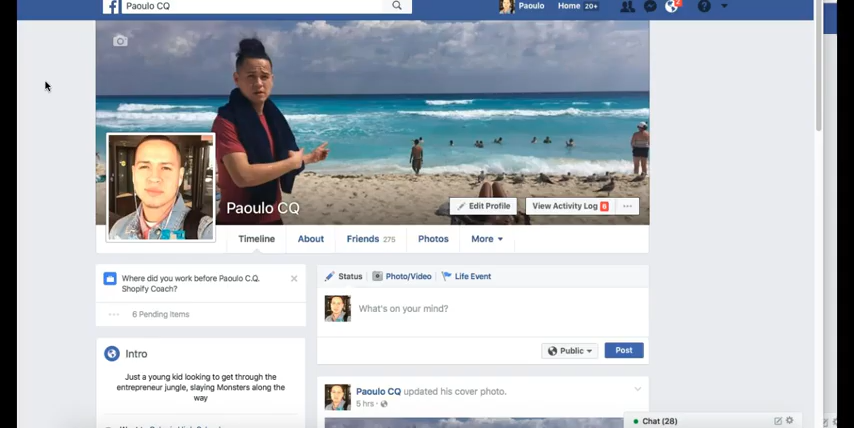 Paoulo CQ
Paoulo Home 20+ 2
Paoulo CQ
Edit Profile View Activity Log 6 ...
Timeline About Friends 275 Photos More
Where did you work before Paoulo C.Q. Shopify Coach?
6 Pending Items
Intro
Just a young kid looking to get through the
entrepreneur jungle, slaying Monsters along the
way
Status Photo/Video Life Event
What's on your mind?
Public Post
Paoulo CQ updated his cover photo.
5 hrs ·
Chat (28)